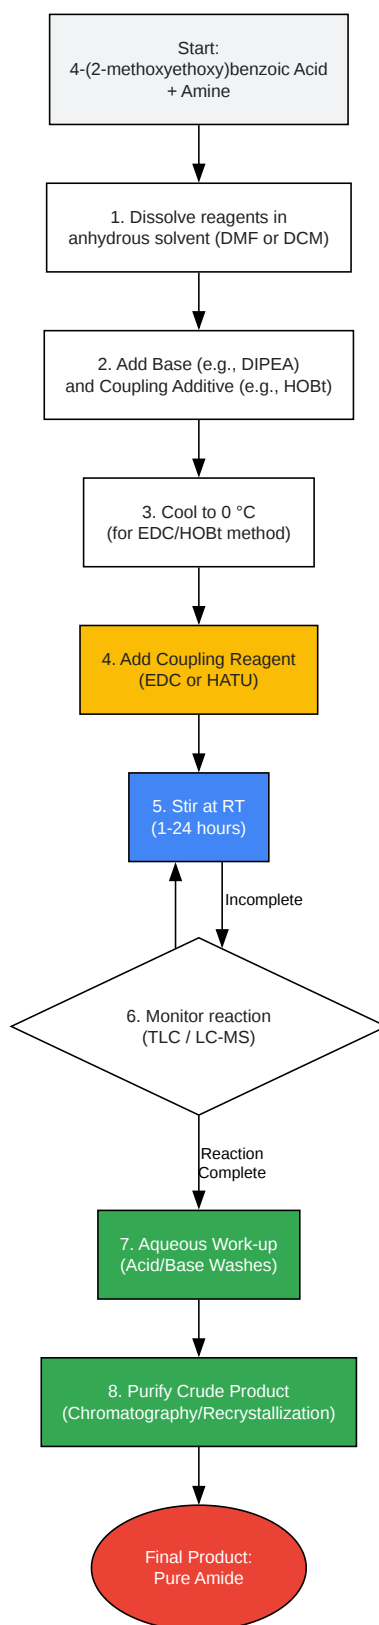 Start:
4-(2-methoxyethoxy)benzoic Acid
+ Amine
1. Dissolve reagents in
anhydrous solvent (DMF or DCM)
2. Add Base (e.g., DIPEA)
and Coupling Additive (e.g., HOBt)
3. Cool to 0 °C
(for EDC/HOBt method)
4. Add Coupling Reagent
(EDC or HATU)
5. Stir at RT
(1-24 hours)
Incomplete
6. Monitor reaction
(TLC / LC-MS)
Reaction
Complete
7. Aqueous Work-up
(Acid/Base Washes)
8. Purify Crude Product
(Chromatography/Recrystallization)
Final Product:
Pure Amide